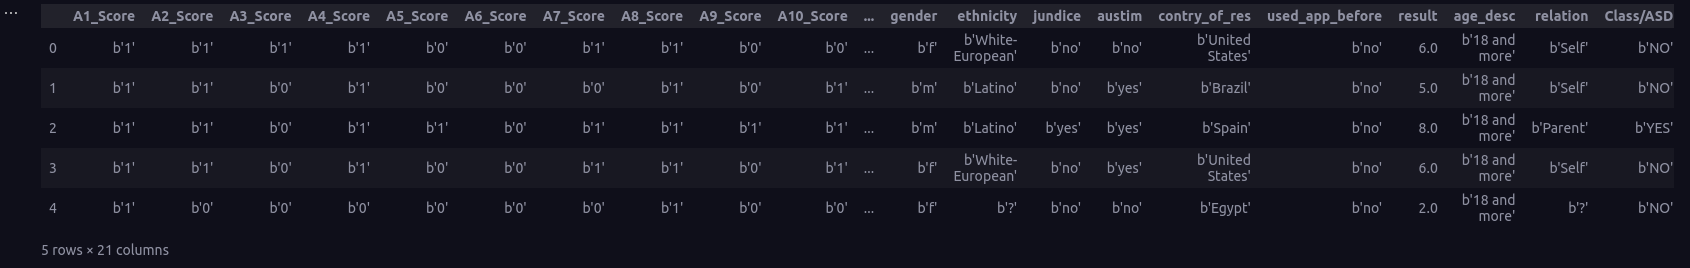 ...
A1_Score A2_Score A3_Score A4_Score A5_Score A6_Score A7_Score A8_Score A9_Score A10_Score ... gender ethnicity jundice austim contry_of_res used_app_before result age_desc relation Class/ASD
0 b'1' b'1' b'1' b'1' b'0' b'0' b'1' b'1' b'0' b'0' ... b'f' b'White-European' b'no' b'no' b'United States' b'no' 6.0 b'18 and more' b'Self' b'NO'
1 b'1' b'1' b'0' b'1' b'0' b'0' b'0' b'1' b'0' b'1' ... b'm' b'Latino' b'no' b'yes' b'Brazil' b'no' 5.0 b'18 and more' b'Self' b'NO'
2 b'1' b'1' b'0' b'1' b'1' b'0' b'1' b'1' b'1' b'1' ... b'm' b'Latino' b'yes' b'yes' b'Spain' b'no' 8.0 b'18 and more' b'Parent' b'YES'
3 b'1' b'1' b'0' b'1' b'0' b'0' b'1' b'1' b'0' b'1' ... b'f' b'White-European' b'no' b'yes' b'United States' b'no' 6.0 b'18 and more' b'Self' b'NO'
4 b'1' b'0' b'0' b'0' b'0' b'0' b'0' b'1' b'0' b'0' ... b'f' b'?' b'no' b'no' b'Egypt' b'no' 2.0 b'18 and more' b'?' b'NO'
5 rows × 21 columns